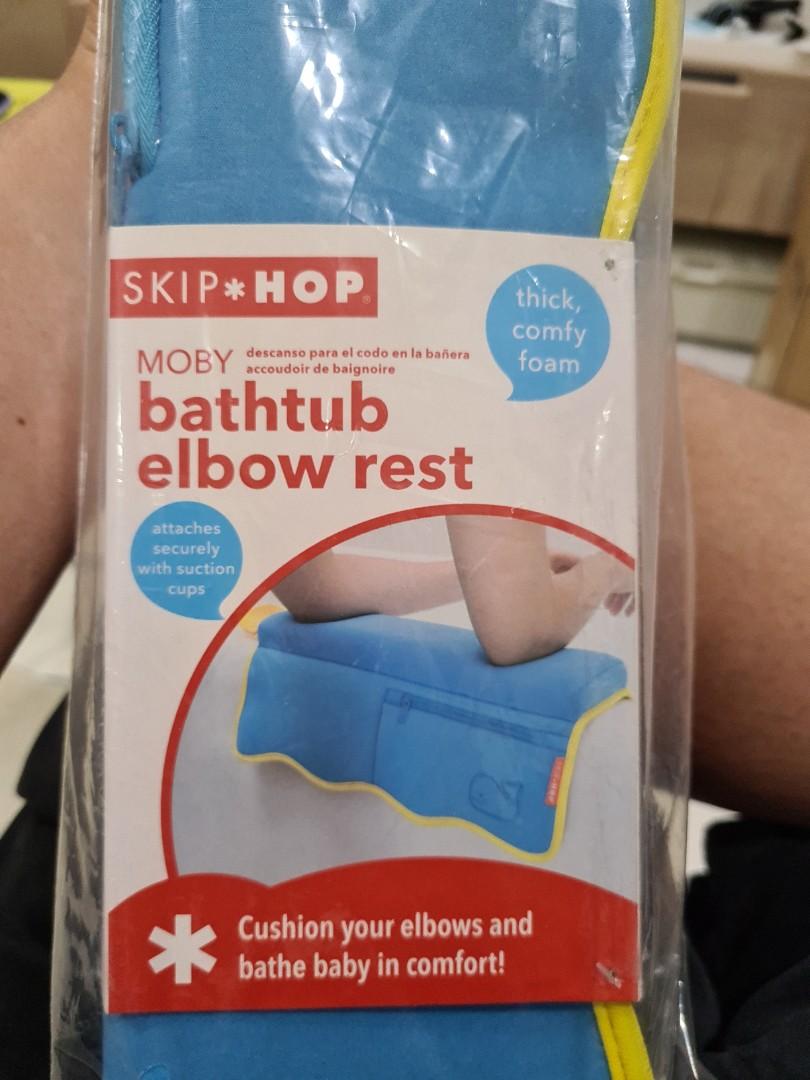 SKIP*HOP®
thick,
comfy
foam
MOBY
descanso para el codo en la bañera
accoudoir de baignoire
bathtub
elbow rest
attaches
securely
with suction
cups
Cushion your elbows and
bathe baby in comfort!